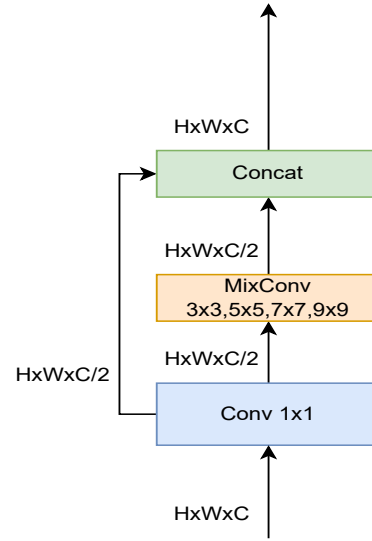 HxWxC
Concat
HxWxC/2
MixConv
3x3,5x5,7x7,9x9
HxWxC/2
HxWxC/2
Conv 1x1
HxWxC